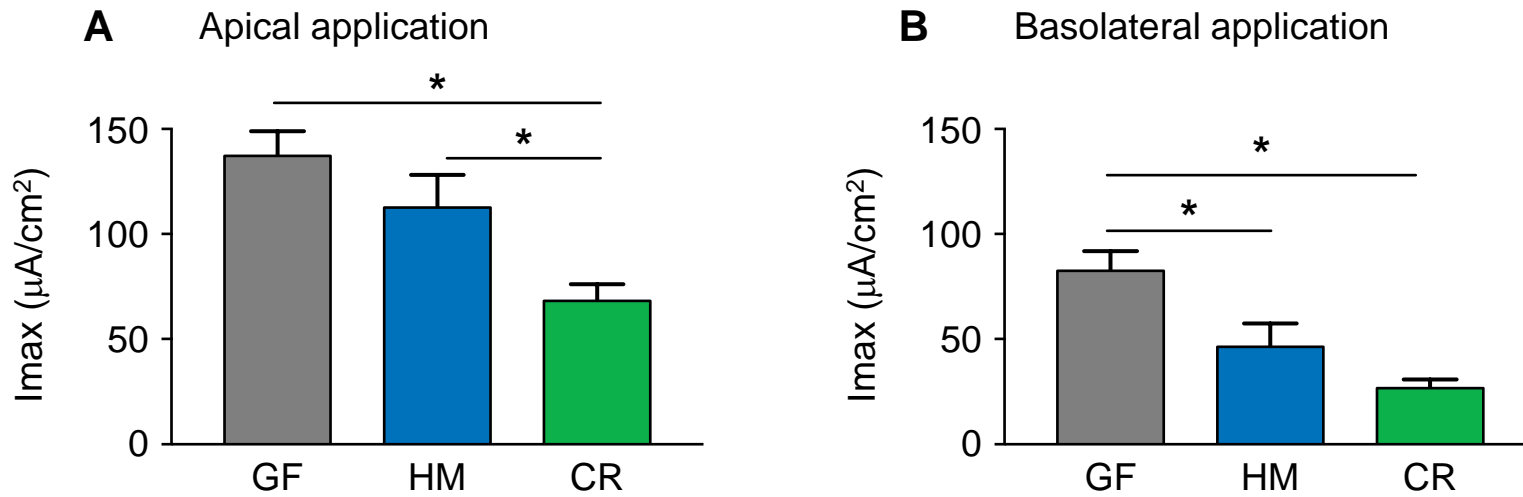 A Apical application
*
*
150
100
50
0
Imax (μA/cm²)
GF HM CR
B Basolateral application
*
*
150
100
50
0
Imax (μA/cm²)
GF HM CR